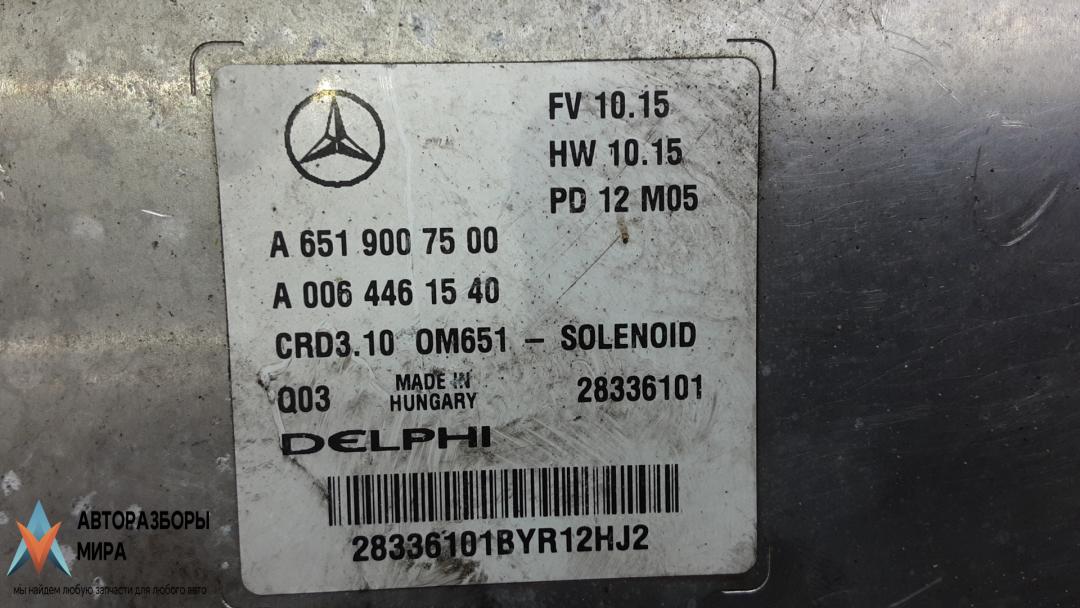 FV 10.15
HW 10.15
PD 12 M05
A 651 900 75 00
A 006 446 15 40
CRD3.10 OM651 – SOLENOID
Q03 MADE IN HUNGARY 28336101
DELPHI
28336101BYR12HJ2
АВТОРАЗБОРЫ
МИРА
мы найдем любую запчасти для любого авто